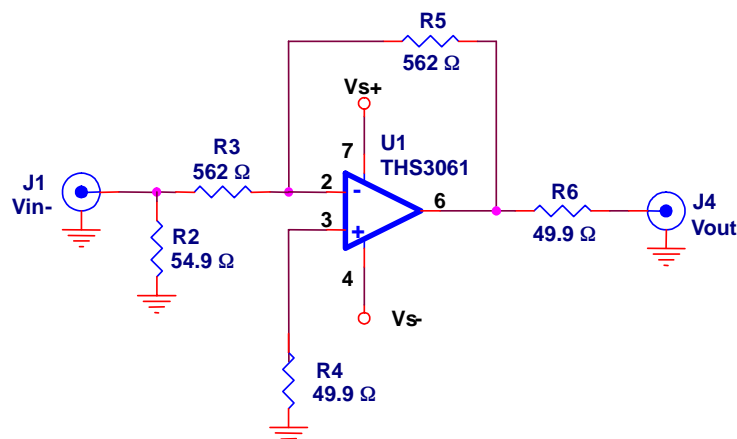 R5
562 Ω
Vs+
U1
THS3061
7
R3
562 Ω
J1
Vin-
2
-
6
R6
49.9 Ω
J4
Vout
3
+
R2
54.9 Ω
4
Vs-
R4
49.9 Ω